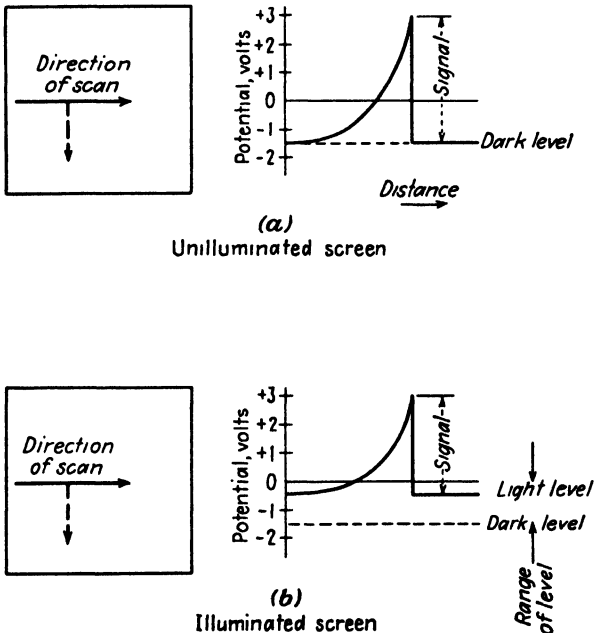 Direction
of scan
Potential, volts
+3
+2
+1
0
-1
-2
Signal
Dark level
Distance
(a)
Unilluminated screen
Direction
of scan
Potential, volts
+3
+2
+1
0
-1
-2
Signal
Light level
Dark level
Range
of level
(b)
Illuminated screen